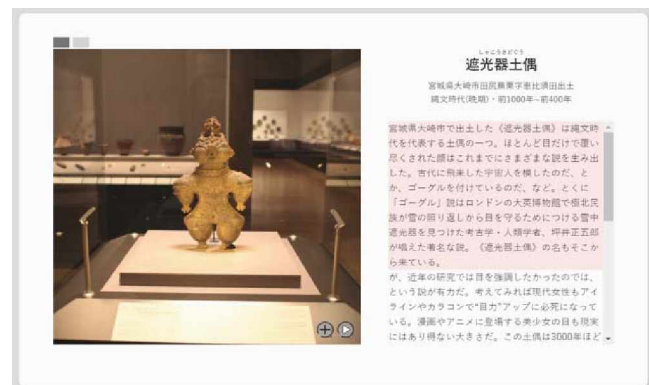 しゃこうきどぐう
遮光器土偶
宮城県大崎市田尻蕪栗字恵比須田出土
縄文時代(晩期)・前1000年~前400年
宮城県大崎市で出土した《遮光器土偶》は縄文時
代を代表する土偶の一つ。ほとんど目だけで覆い
尽くされた顔はこれまでにさまざまな説を生み出
した。古代に飛来した宇宙人を模したのだ、と
か、ゴーグルを付けているのだ、など。とくに
「ゴーグル」説はロンドンの大英博物館で極北民
族が雪の照り返しから目を守るためにつける雪中
遮光器を見つけた考古学・人類学者、坪井正五郎
が唱えた著名な説。《遮光器土偶》の名もそこか
ら来ている。
が、近年の研究では目を強調したかったのでは、
という説が有力だ。考えてみれば現代女性もアイ
ラインやカラコンで“目力”アップに必死になって
いる。漫画やアニメに登場する美少女の目も現実
にはあり得ない大きさだ。この土偶は3000年ほど